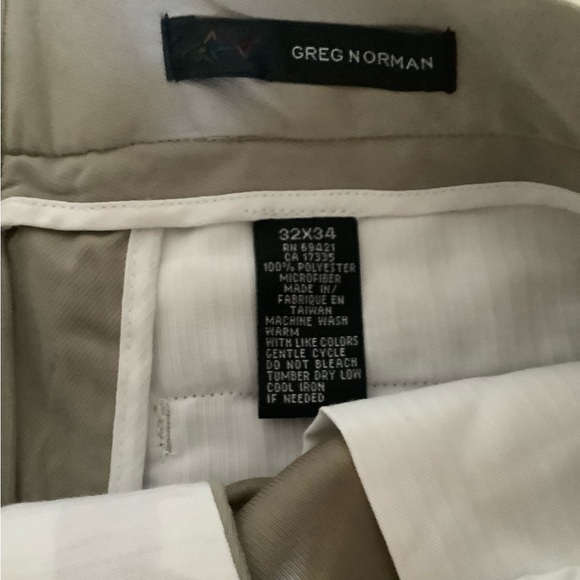 GREG NORMAN
32X34
RN 69421
CA 17335
100% POLYESTER
MICROFIBER
MADE IN/
FABRIQUE EN
TAIWAN
MACHINE WASH
WARM
WITH LIKE COLORS
GENTLE CYCLE
DO NOT BLEACH
TUMBER DRY LOW
COOL IRON
IF NEEDED